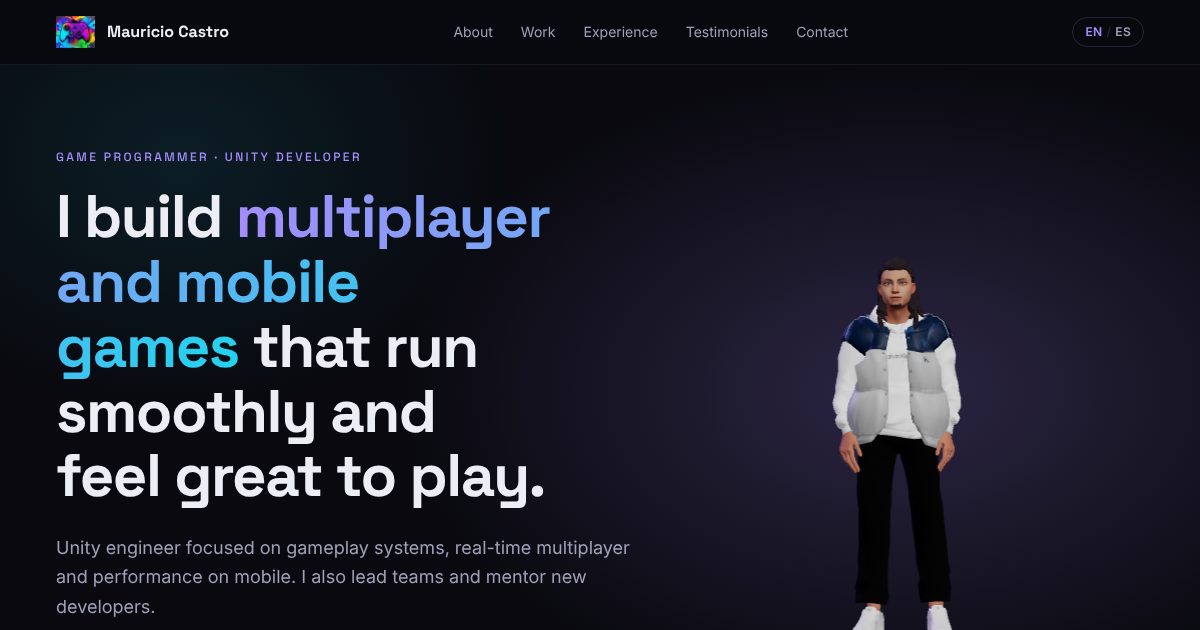 Mauricio Castro
About
Work
Experience
Testimonials
Contact
EN / ES
GAME PROGRAMMER · UNITY DEVELOPER
I build multiplayer
and mobile
games that run
smoothly and
feel great to play.
Unity engineer focused on gameplay systems, real-time multiplayer
and performance on mobile. I also lead teams and mentor new
developers.